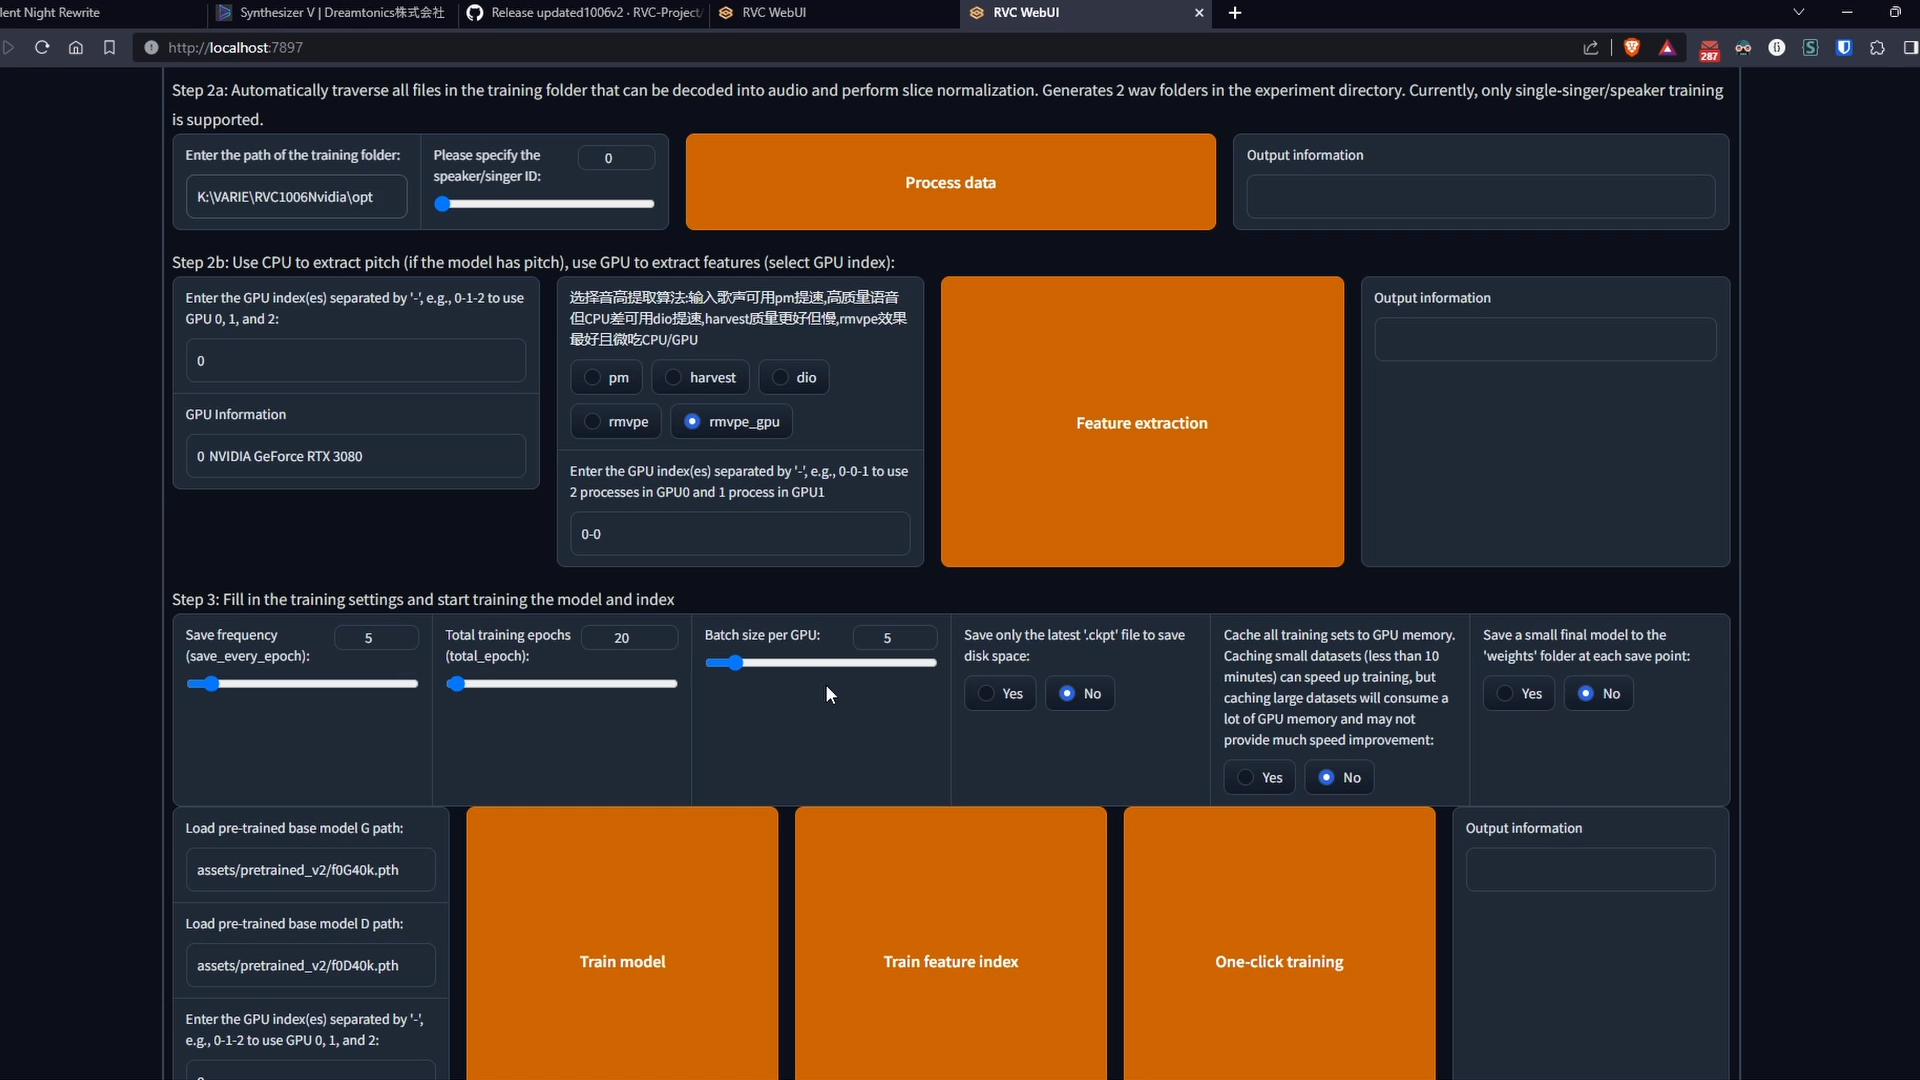 lent Night Rewrite
Synthesizer V | Dreamtonics株式会社
Release updated1006v2 · RVC-Project/
RVC WebUI
RVC WebUI
http://localhost:7897
287
Step 2a: Automatically traverse all files in the training folder that can be decoded into audio and perform slice normalization. Generates 2 wav folders in the experiment directory. Currently, only single-singer/speaker training
is supported.
Enter the path of the training folder:
K:\VARIE\RVC1006Nvidia\opt
Please specify the
speaker/singer ID:
0
Process data
Output information
Step 2b: Use CPU to extract pitch (if the model has pitch), use GPU to extract features (select GPU index):
Enter the GPU index(es) separated by '-', e.g., 0-1-2 to use
GPU 0, 1, and 2:
0
GPU Information
0 NVIDIA GeForce RTX 3080
选择音高提取算法:输入歌声可用pm提速,高质量语音
但CPU差可用dio提速,harvest质量更好但慢,rmvpe效果
最好且微吃CPU/GPU
pm
harvest
dio
rmvpe
rmvpe_gpu
Enter the GPU index(es) separated by '-', e.g., 0-0-1 to use
2 processes in GPU0 and 1 process in GPU1
0-0
Feature extraction
Output information
Step 3: Fill in the training settings and start training the model and index
Save frequency
(save_every_epoch):
5
Total training epochs
(total_epoch):
20
Batch size per GPU:
5
Save only the latest '.ckpt' file to save
disk space:
Yes
No
Cache all training sets to GPU memory.
Caching small datasets (less than 10
minutes) can speed up training, but
caching large datasets will consume a
lot of GPU memory and may not
provide much speed improvement:
Yes
No
Save a small final model to the
'weights' folder at each save point:
Yes
No
Load pre-trained base model G path:
assets/pretrained_v2/f0G40k.pth
Load pre-trained base model D path:
assets/pretrained_v2/f0D40k.pth
Enter the GPU index(es) separated by '-',
e.g., 0-1-2 to use GPU 0, 1, and 2:
Train model
Train feature index
One-click training
Output information